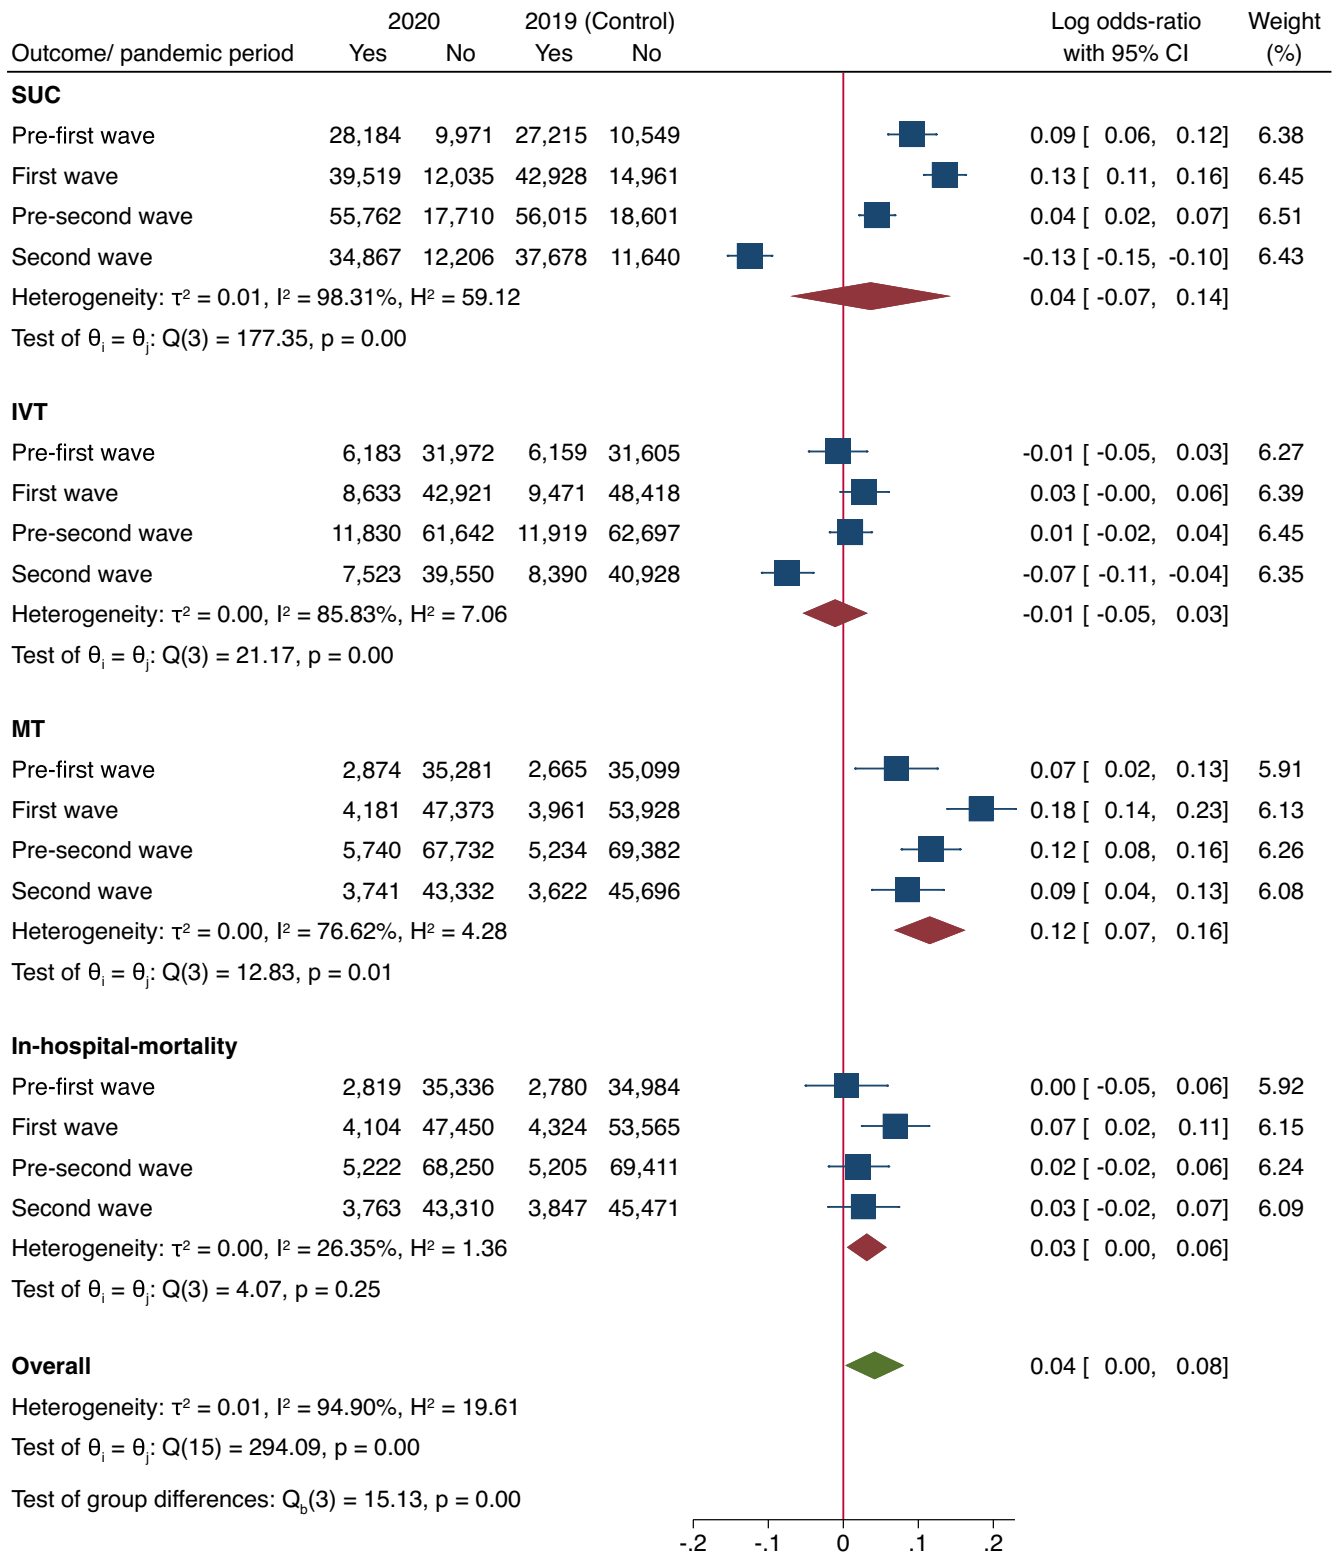 2020 2019 (Control) Log odds-ratio Weight
Outcome/ pandemic period Yes No Yes No with 95% CI (%)
SUC
Pre-first wave 28,184 9,971 27,215 10,549 0.09 [ 0.06, 0.12] 6.38
First wave 39,519 12,035 42,928 14,961 0.13 [ 0.11, 0.16] 6.45
Pre-second wave 55,762 17,710 56,015 18,601 0.04 [ 0.02, 0.07] 6.51
Second wave 34,867 12,206 37,678 11,640 -0.13 [ -0.15, -0.10] 6.43
Heterogeneity: τ² = 0.01, I² = 98.31%, H² = 59.12 0.04 [ -0.07, 0.14]
Test of θᵢ = θⱼ: Q(3) = 177.35, p = 0.00
IVT
Pre-first wave 6,183 31,972 6,159 31,605 -0.01 [ -0.05, 0.03] 6.27
First wave 8,633 42,921 9,471 48,418 0.03 [ -0.00, 0.06] 6.39
Pre-second wave 11,830 61,642 11,919 62,697 0.01 [ -0.02, 0.04] 6.45
Second wave 7,523 39,550 8,390 40,928 -0.07 [ -0.11, -0.04] 6.35
Heterogeneity: τ² = 0.00, I² = 85.83%, H² = 7.06 -0.01 [ -0.05, 0.03]
Test of θᵢ = θⱼ: Q(3) = 21.17, p = 0.00
MT
Pre-first wave 2,874 35,281 2,665 35,099 0.07 [ 0.02, 0.13] 5.91
First wave 4,181 47,373 3,961 53,928 0.18 [ 0.14, 0.23] 6.13
Pre-second wave 5,740 67,732 5,234 69,382 0.12 [ 0.08, 0.16] 6.26
Second wave 3,741 43,332 3,622 45,696 0.09 [ 0.04, 0.13] 6.08
Heterogeneity: τ² = 0.00, I² = 76.62%, H² = 4.28 0.12 [ 0.07, 0.16]
Test of θᵢ = θⱼ: Q(3) = 12.83, p = 0.01
In-hospital-mortality
Pre-first wave 2,819 35,336 2,780 34,984 0.00 [ -0.05, 0.06] 5.92
First wave 4,104 47,450 4,324 53,565 0.07 [ 0.02, 0.11] 6.15
Pre-second wave 5,222 68,250 5,205 69,411 0.02 [ -0.02, 0.06] 6.24
Second wave 3,763 43,310 3,847 45,471 0.03 [ -0.02, 0.07] 6.09
Heterogeneity: τ² = 0.00, I² = 26.35%, H² = 1.36 0.03 [ 0.00, 0.06]
Test of θᵢ = θⱼ: Q(3) = 4.07, p = 0.25
Overall 0.04 [ 0.00, 0.08]
Heterogeneity: τ² = 0.01, I² = 94.90%, H² = 19.61
Test of θᵢ = θⱼ: Q(15) = 294.09, p = 0.00
Test of group differences: Q_b(3) = 15.13, p = 0.00
-.2 -.1 0 .1 .2